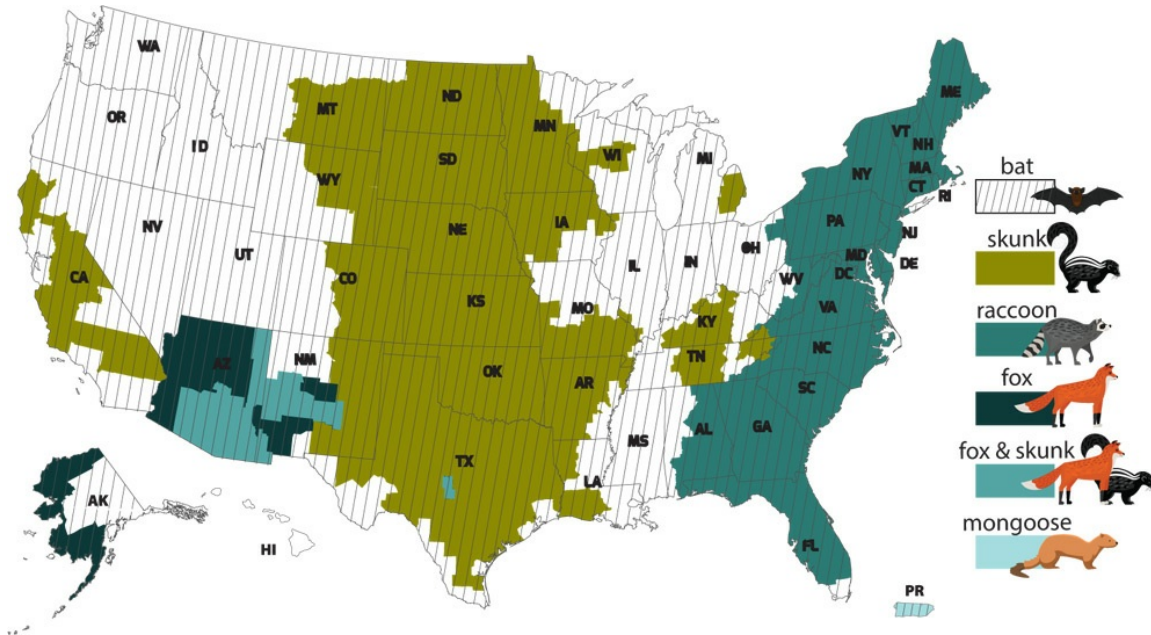 WA
MT
ND
MN
ME
OR
ID
SD
WI
MI
VT
NH
WY
NY
MA
CT
RI
NV
UT
NE
IA
PA
NJ
CA
CO
IL
IN
OH
MD
DE
KS
MO
WV
DC
KY
VA
AZ
NM
OK
AR
TN
NC
SC
TX
MS
AL
GA
LA
AK
HI
FL
PR
bat
skunk
raccoon
fox
fox & skunk
mongoose